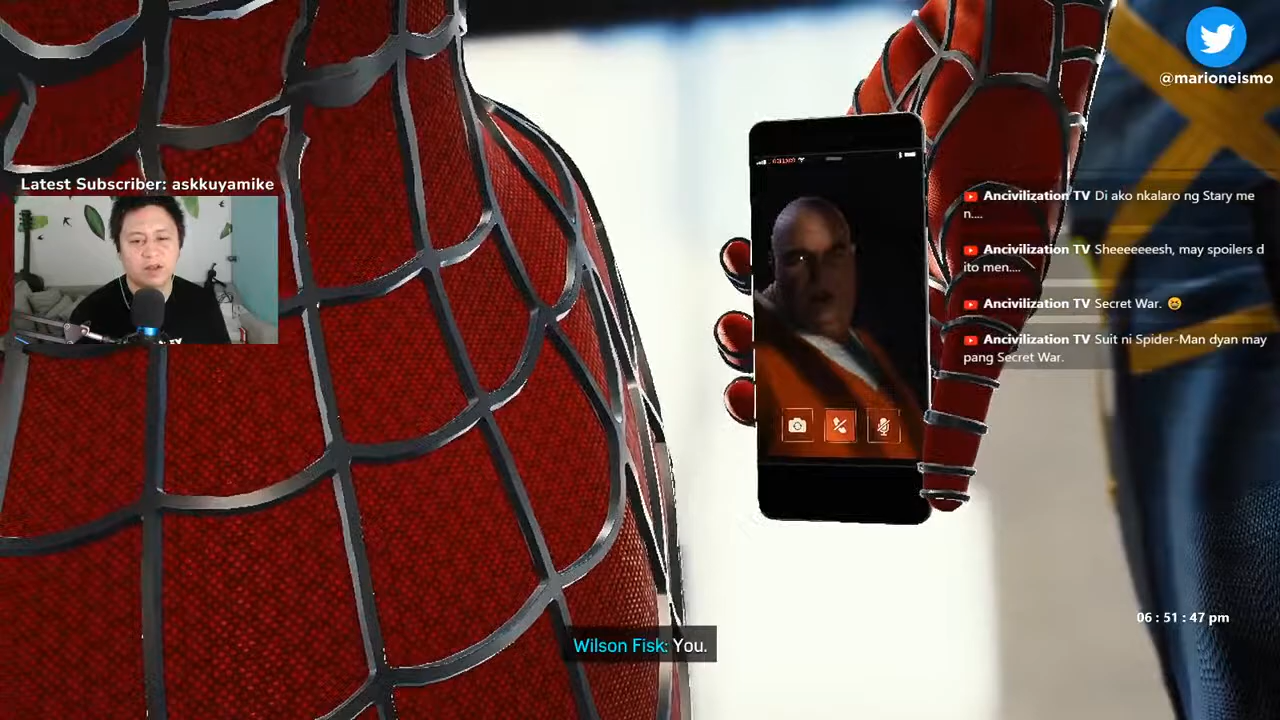 @marioneismo
Latest Subscriber: askkuyamike
Ancivilization TV Di ako nkalaro ng Stary me
n....
Ancivilization TV Sheeeeeeesh, may spoilers d
ito men....
Ancivilization TV Secret War. 😆
Ancivilization TV Suit ni Spider-Man dyan may
pang Secret War.
06 : 51 : 47 pm
Wilson Fisk: You.